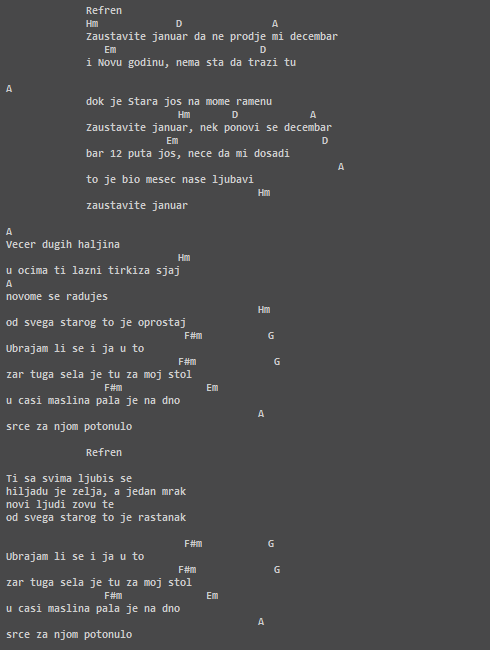 Refren
Hm D A
Zaustavite januar da ne prodje mi decembar
Em D
i Novu godinu, nema sta da trazi tu
A
dok je Stara jos na mome ramenu
Hm D A
Zaustavite januar, nek ponovi se decembar
Em D
bar 12 puta jos, nece da mi dosadi
A
to je bio mesec nase ljubavi
Hm
zaustavite januar
A
Vecer dugih haljina
Hm
u ocima ti lazni tirkiza sjaj
A
novome se radujes
Hm
od svega starog to je oprostaj
F#m G
Ubrajam li se i ja u to
F#m G
zar tuga sela je tu za moj stol
F#m Em
u casi maslina pala je na dno
A
srce za njom potonulo
Refren
Ti sa svima ljubis se
hiljadu je zelja, a jedan mrak
novi ljudi zovu te
od svega starog to je rastanak
F#m G
Ubrajam li se i ja u to
F#m G
zar tuga sela je tu za moj stol
F#m Em
u casi maslina pala je na dno
A
srce za njom potonulo